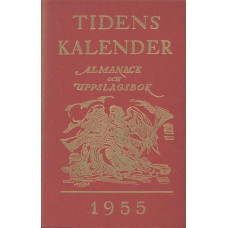 TIDENS
KALENDER
ALMANACK
OCH
UPPSLAGSBOK
1955